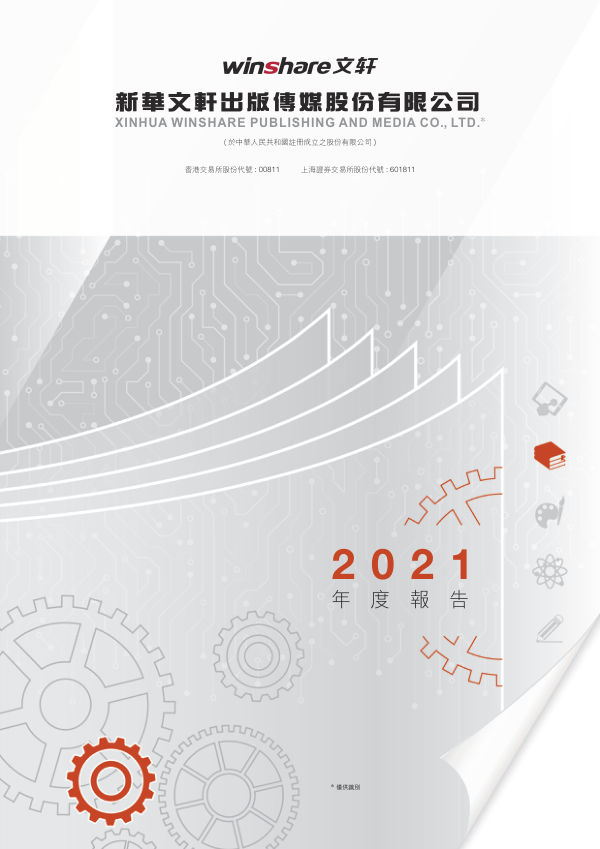 winshare文轩
新華文軒出版傳媒股份有限公司
XINHUA WINSHARE PUBLISHING AND MEDIA CO., LTD.*
(於中華人民共和國註冊成立之股份有限公司)
香港交易所股份代號 : 00811 上海證券交易所股份代號 : 601811
2021
年度報告
* 僅供識別